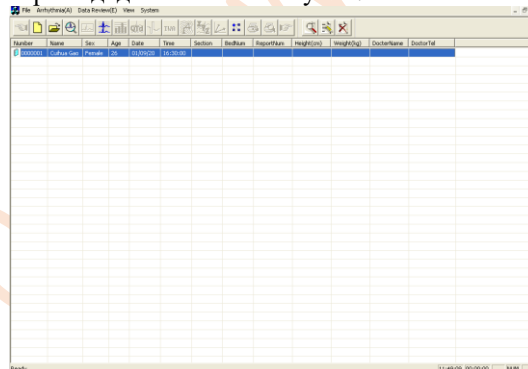 File Arrhythmia(A) Data Review(E) View System
Number Name Sex Age Date Time Section BedNum ReportNum Height(cm) Weight(kg) DocterName DoctorTel
0000001 Cuihua Gao Female 26 01/09/20 16:30:00
Ready NUM